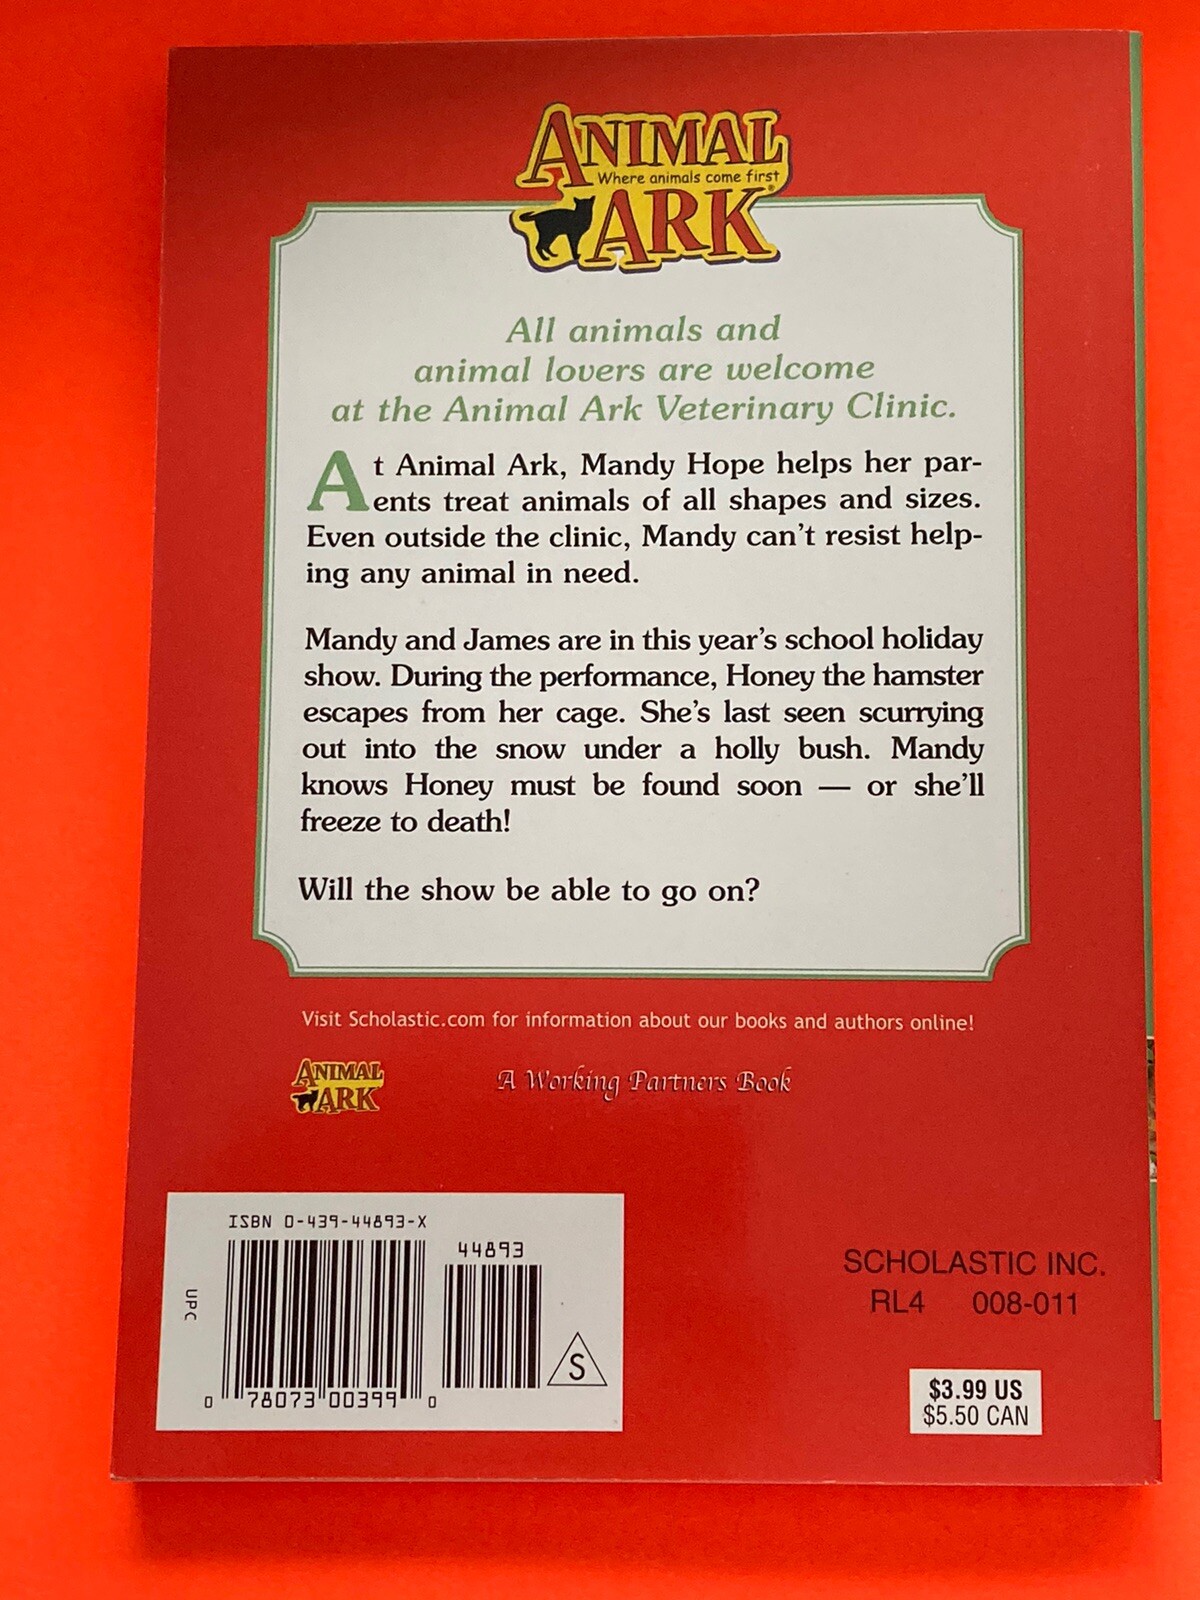 ANIMAL
Where animals come first
ARK®
All animals and
animal lovers are welcome
at the Animal Ark Veterinary Clinic.
At Animal Ark, Mandy Hope helps her par-
ents treat animals of all shapes and sizes.
Even outside the clinic, Mandy can't resist help-
ing any animal in need.
Mandy and James are in this year's school holiday
show. During the performance, Honey the hamster
escapes from her cage. She's last seen scurrying
out into the snow under a holly bush. Mandy
knows Honey must be found soon — or she'll
freeze to death!
Will the show be able to go on?
Visit Scholastic.com for information about our books and authors online!
ANIMAL
ARK
A Working Partners Book
ISBN 0-439-44893-X
44893
UPC
S
0 78073 00399 0
SCHOLASTIC INC.
RL4 008-011
$3.99 US
$5.50 CAN